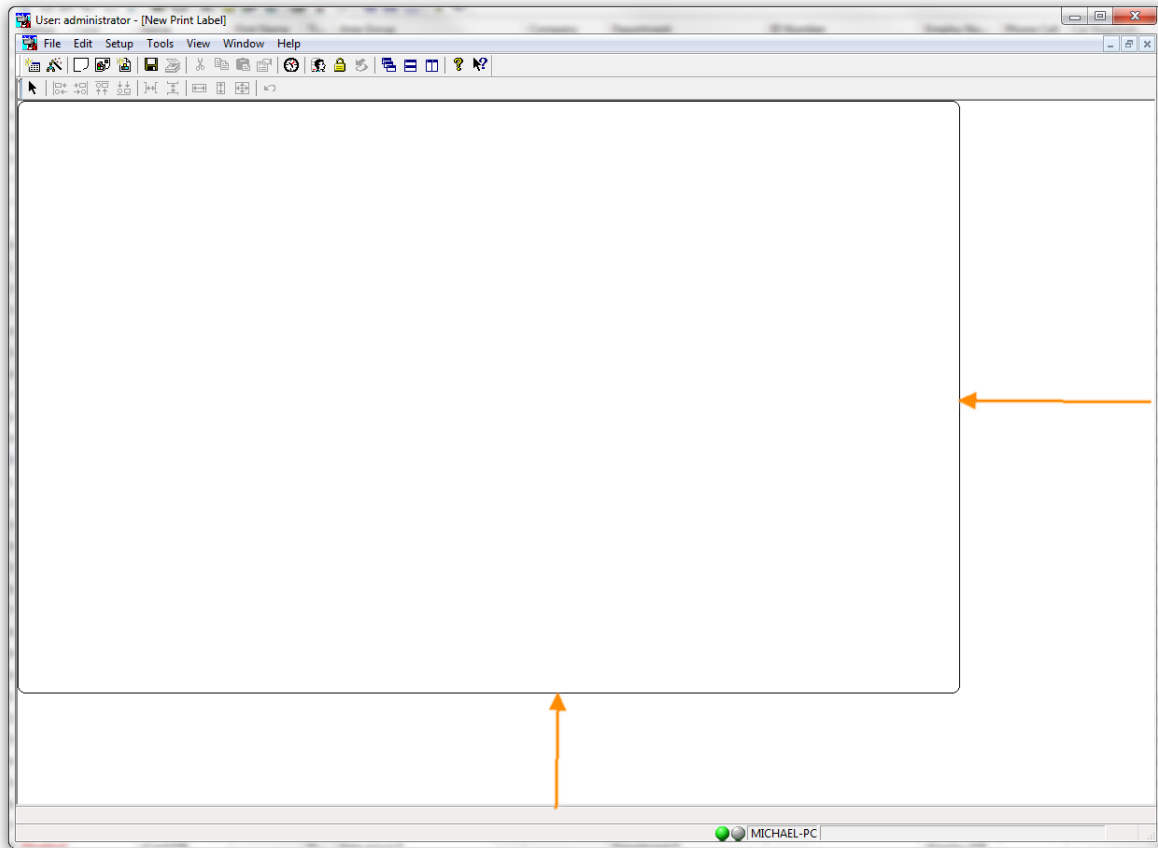 User: administrator - [New Print Label]
File Edit Setup Tools View Window Help
MICHAEL-PC